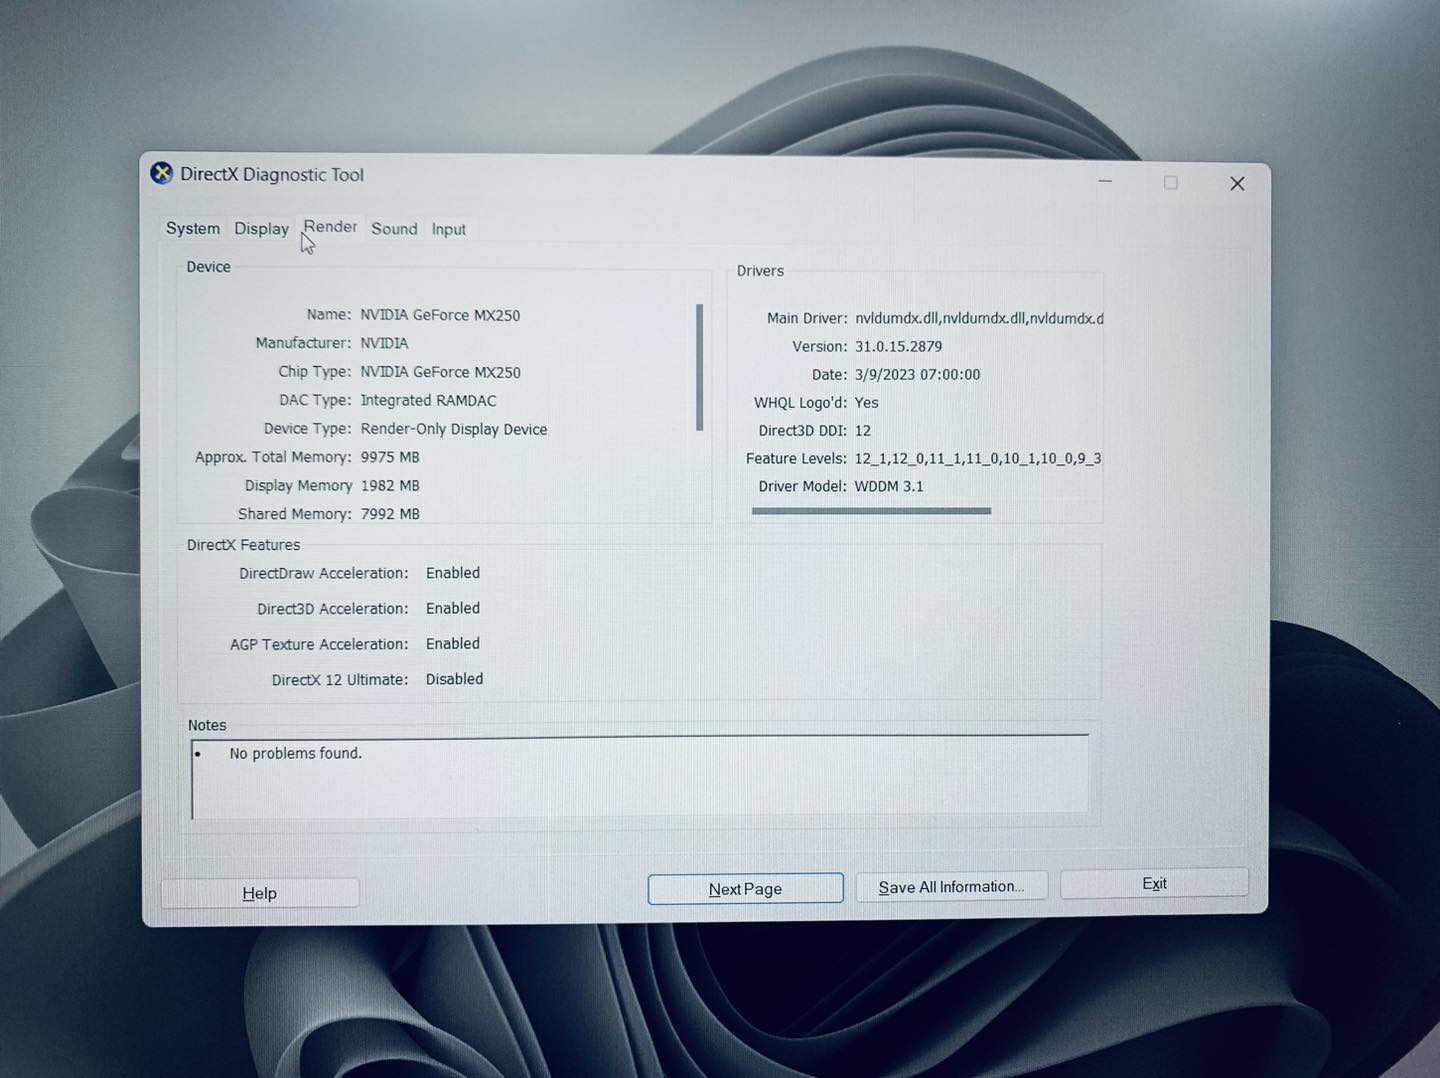 DirectX Diagnostic Tool
System Display Render Sound Input
Device
Name: NVIDIA GeForce MX250
Manufacturer: NVIDIA
Chip Type: NVIDIA GeForce MX250
DAC Type: Integrated RAMDAC
Device Type: Render-Only Display Device
Approx. Total Memory: 9975 MB
Display Memory 1982 MB
Shared Memory: 7992 MB
Drivers
Main Driver: nvldumdx.dll,nvldumdx.dll,nvldumdx.d
Version: 31.0.15.2879
Date: 3/9/2023 07:00:00
WHQL Logo'd: Yes
Direct3D DDI: 12
Feature Levels: 12_1,12_0,11_1,11_0,10_1,10_0,9_3
Driver Model: WDDM 3.1
DirectX Features
DirectDraw Acceleration: Enabled
Direct3D Acceleration: Enabled
AGP Texture Acceleration: Enabled
DirectX 12 Ultimate: Disabled
Notes
• No problems found.
Help
Next Page
Save All Information...
Exit